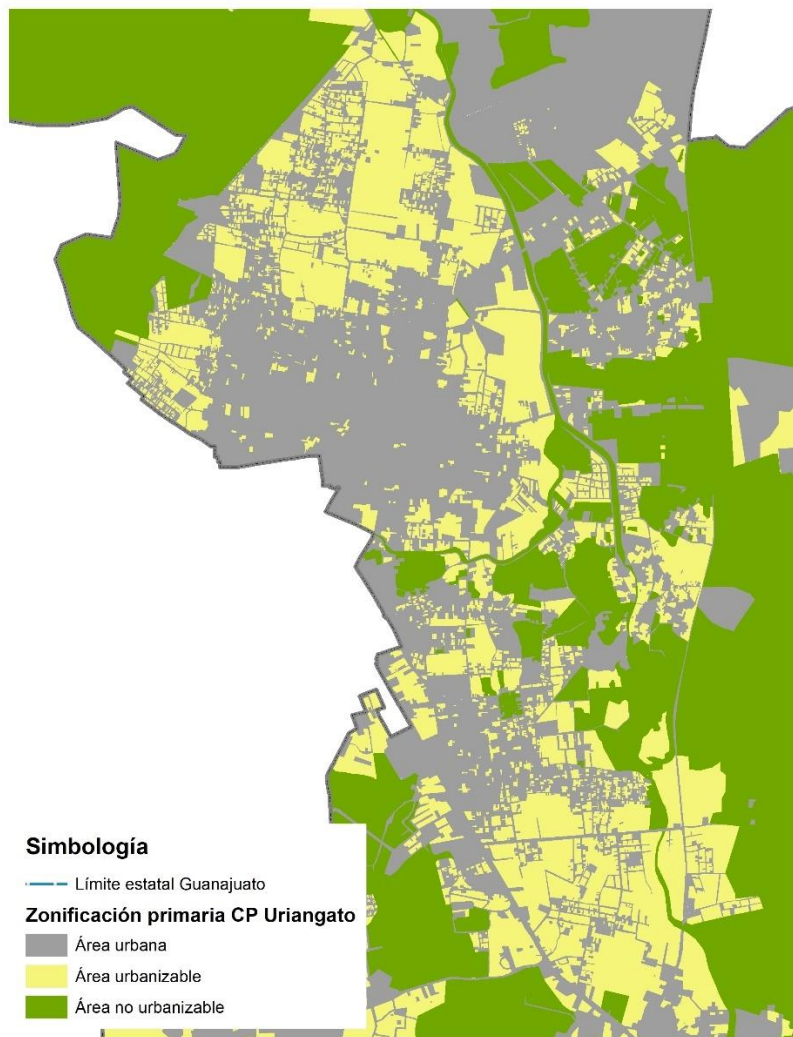 Simbología
Límite estatal Guanajuato
Zonificación primaria CP Uriangato
Área urbana
Área urbanizable
Área no urbanizable